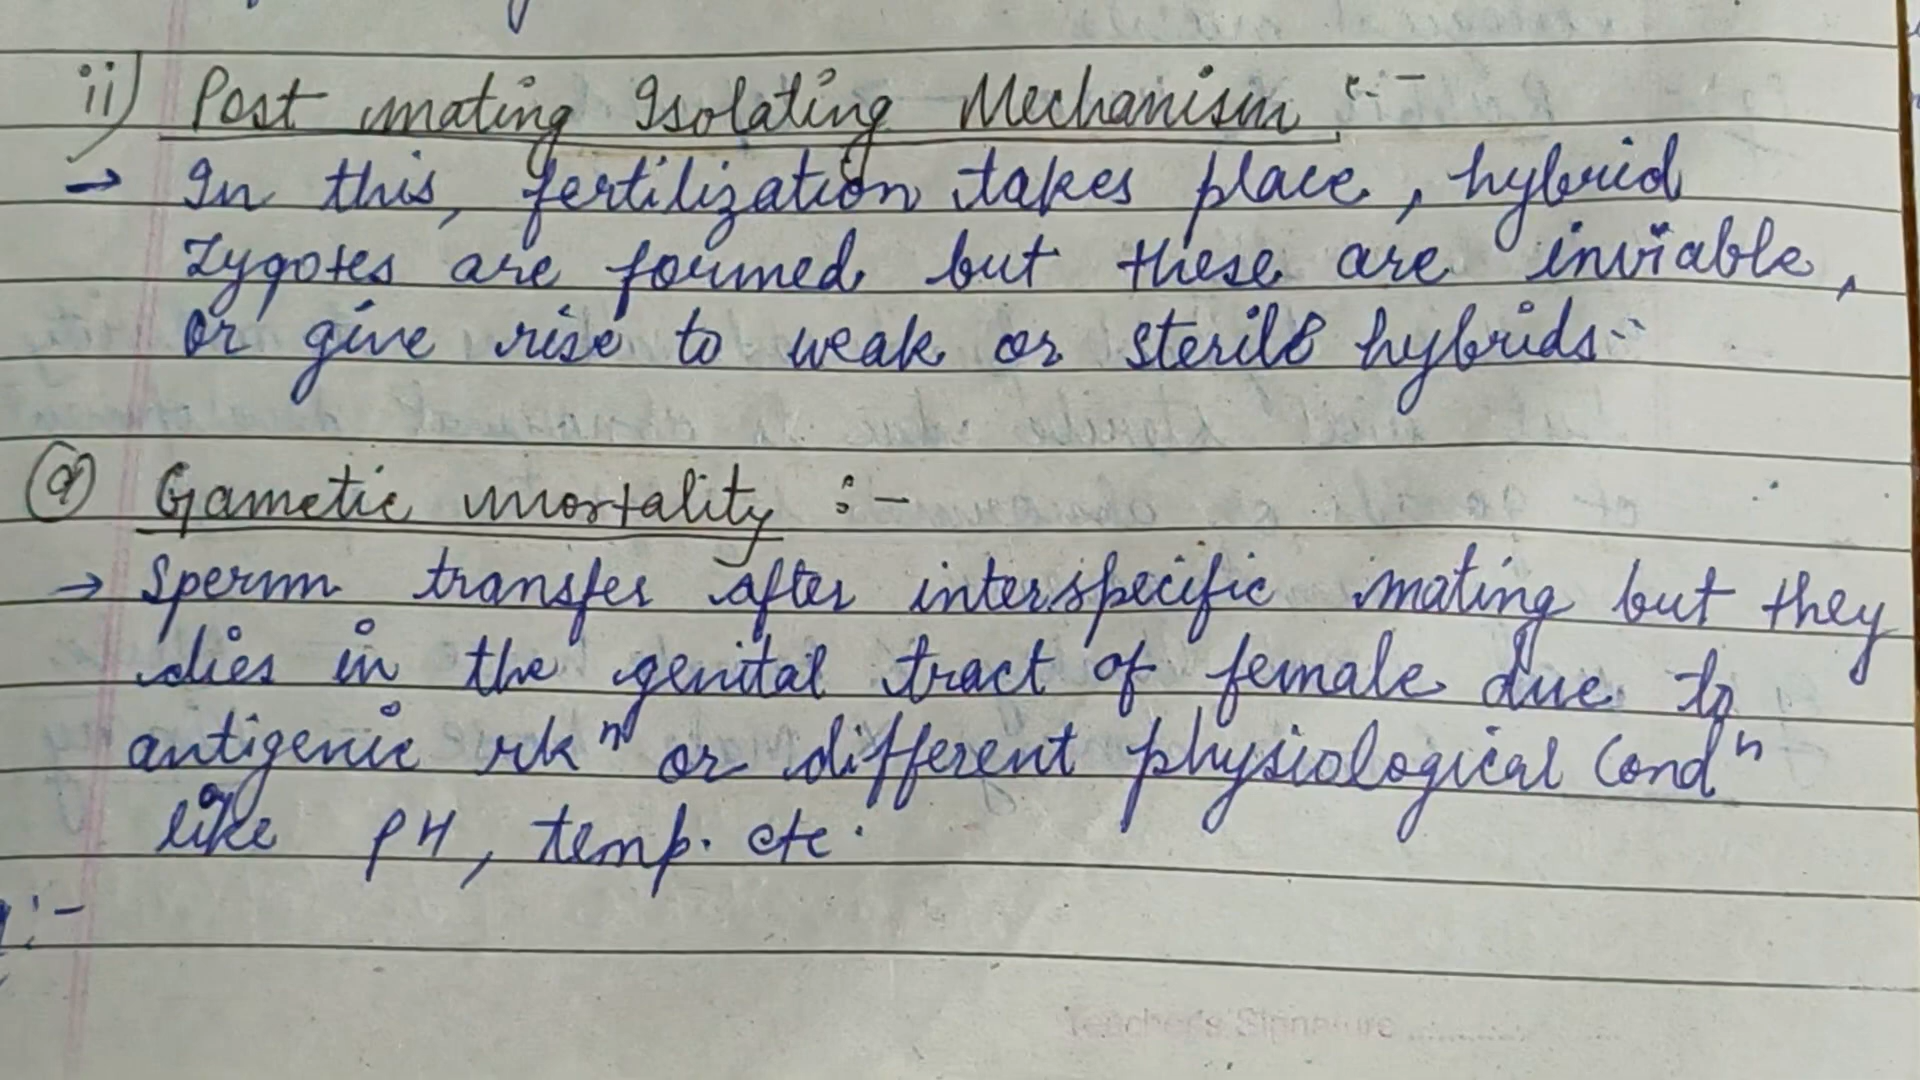 ii) Post mating Isolating Mechanism :-
→ In this, fertilization takes place, hybrid
zygotes are formed but these are inviable,
or give rise to weak or sterile hybrids.
(a) Gametic mortality :-
→ Sperm transfer after interspecific mating but they
dies in the genital tract of female due to
antigenic rkⁿ or different physiological Condⁿ
like pH, temp. etc.
:-
Teacher's Signature